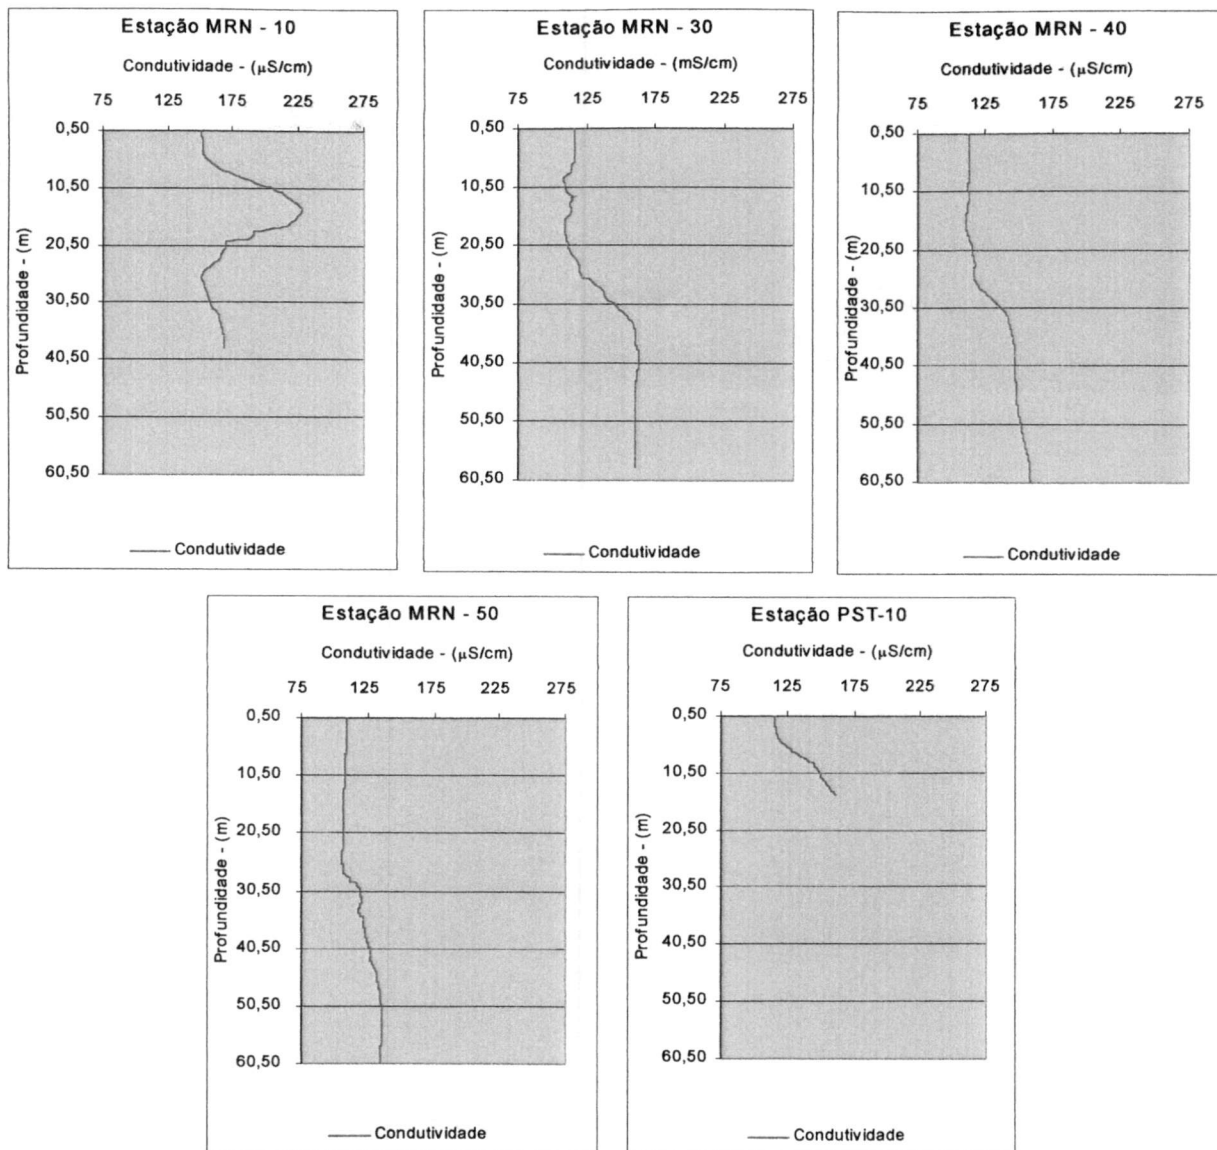 Estação MRN - 10
Condutividade - (µS/cm)
75 125 175 225 275
0,50
10,50
20,50
30,50
40,50
50,50
60,50
Profundidade - (m)
Condutividade
Estação MRN - 30
Condutividade - (mS/cm)
75 125 175 225 275
0,50
10,50
20,50
30,50
40,50
50,50
60,50
Profundidade - (m)
Condutividade
Estação MRN - 40
Condutividade - (µS/cm)
75 125 175 225 275
0,50
10,50
20,50
30,50
40,50
50,50
60,50
Profundidade - (m)
Condutividade
Estação MRN - 50
Condutividade - (µS/cm)
75 125 175 225 275
0,50
10,50
20,50
30,50
40,50
50,50
60,50
Profundidade - (m)
Condutividade
Estação PST-10
Condutividade - (µS/cm)
75 125 175 225 275
0,50
10,50
20,50
30,50
40,50
50,50
60,50
Profundidade - (m)
Condutividade